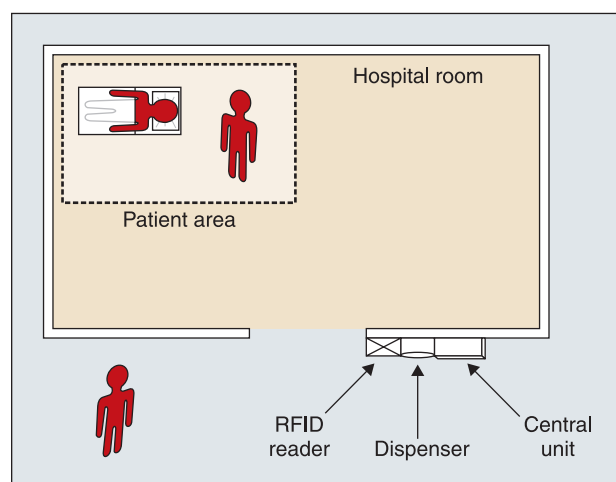 Hospital room
Patient area
RFID
reader
Dispenser
Central
unit